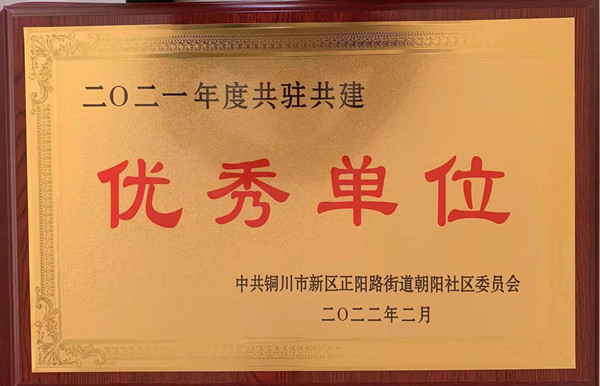 二〇二一年度共驻共建
优秀单位
中共铜川市新区正阳路街道朝阳社区委员会
二〇二二年二月